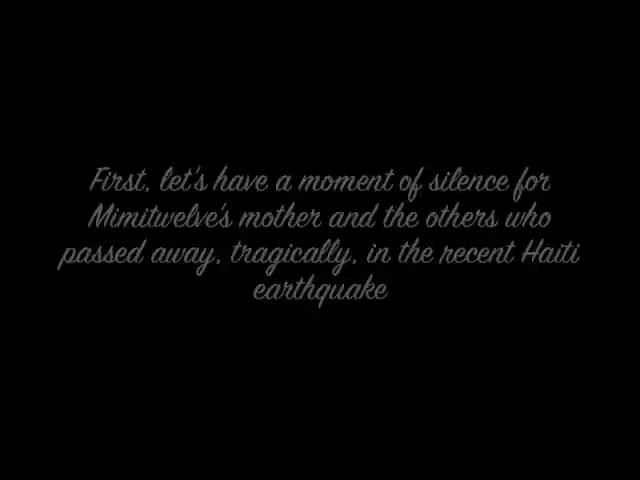 First, let's have a moment of silence for
Mimitwelve's mother and the others who
passed away, tragically, in the recent Haiti
earthquake